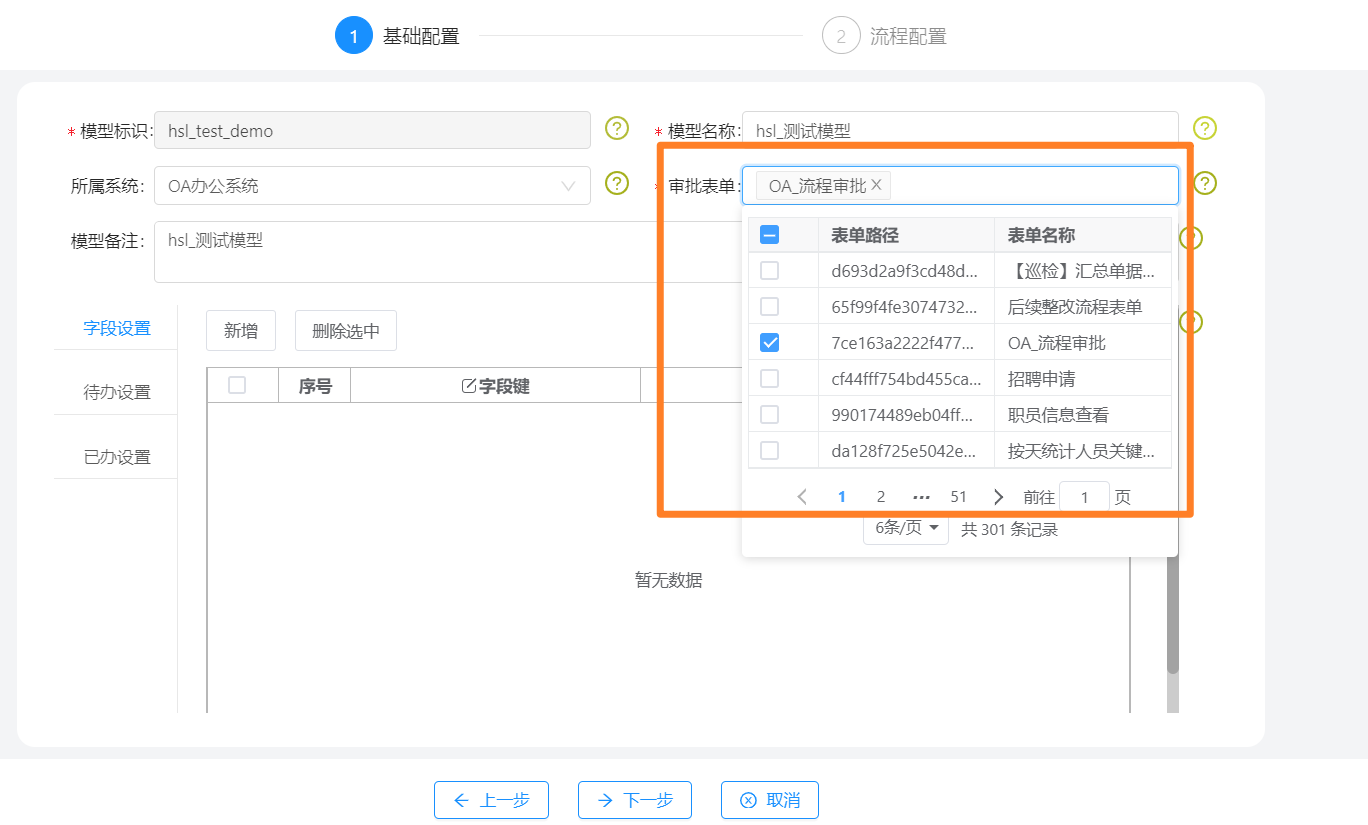 1 基础配置 2 流程配置
* 模型标识: hsl_test_demo ? * 模型名称: hsl_测试模型 ?
所属系统: OA办公系统 ? 审批表单: OA_流程审批 ?
模型备注: hsl_测试模型 ?
表单路径 表单名称
d693d2a9f3cd48d... 【巡检】汇总单据...
65f99f4fe3074732... 后续整改流程表单
7ce163a2222f477... OA_流程审批
cf44fff754bd455ca... 招聘申请
990174489eb04ff... 职员信息查看
da128f725e5042e... 按天统计人员关键...
1 2 ... 51 前往 1 页
6条/页 共 301 条记录
字段设置
待办设置
已办设置
新增 删除选中 ?
序号 字段键
暂无数据
上一步 下一步 取消